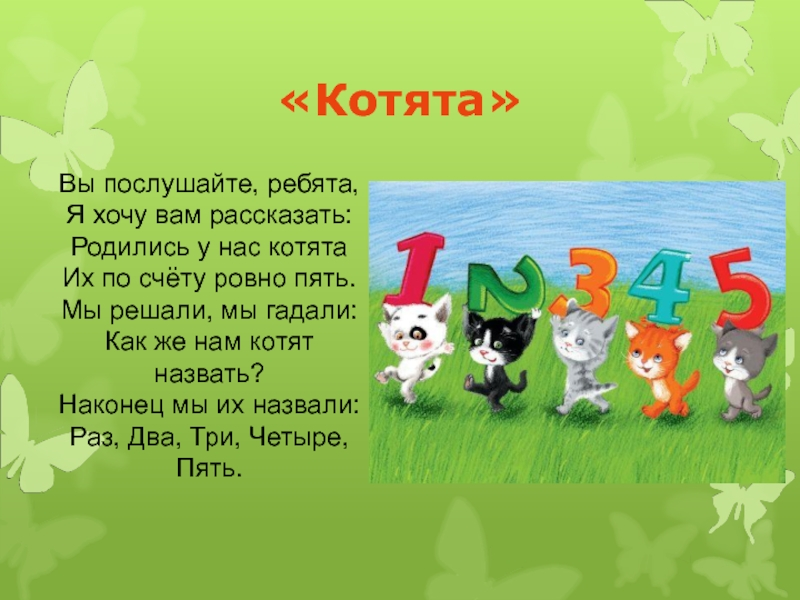 «Котята»
Вы послушайте, ребята,
Я хочу вам рассказать:
Родились у нас котята
Их по счёту ровно пять.
Мы решали, мы гадали:
Как же нам котят
назвать?
Наконец мы их назвали:
Раз, Два, Три, Четыре,
Пять.
1 2 3 4 5